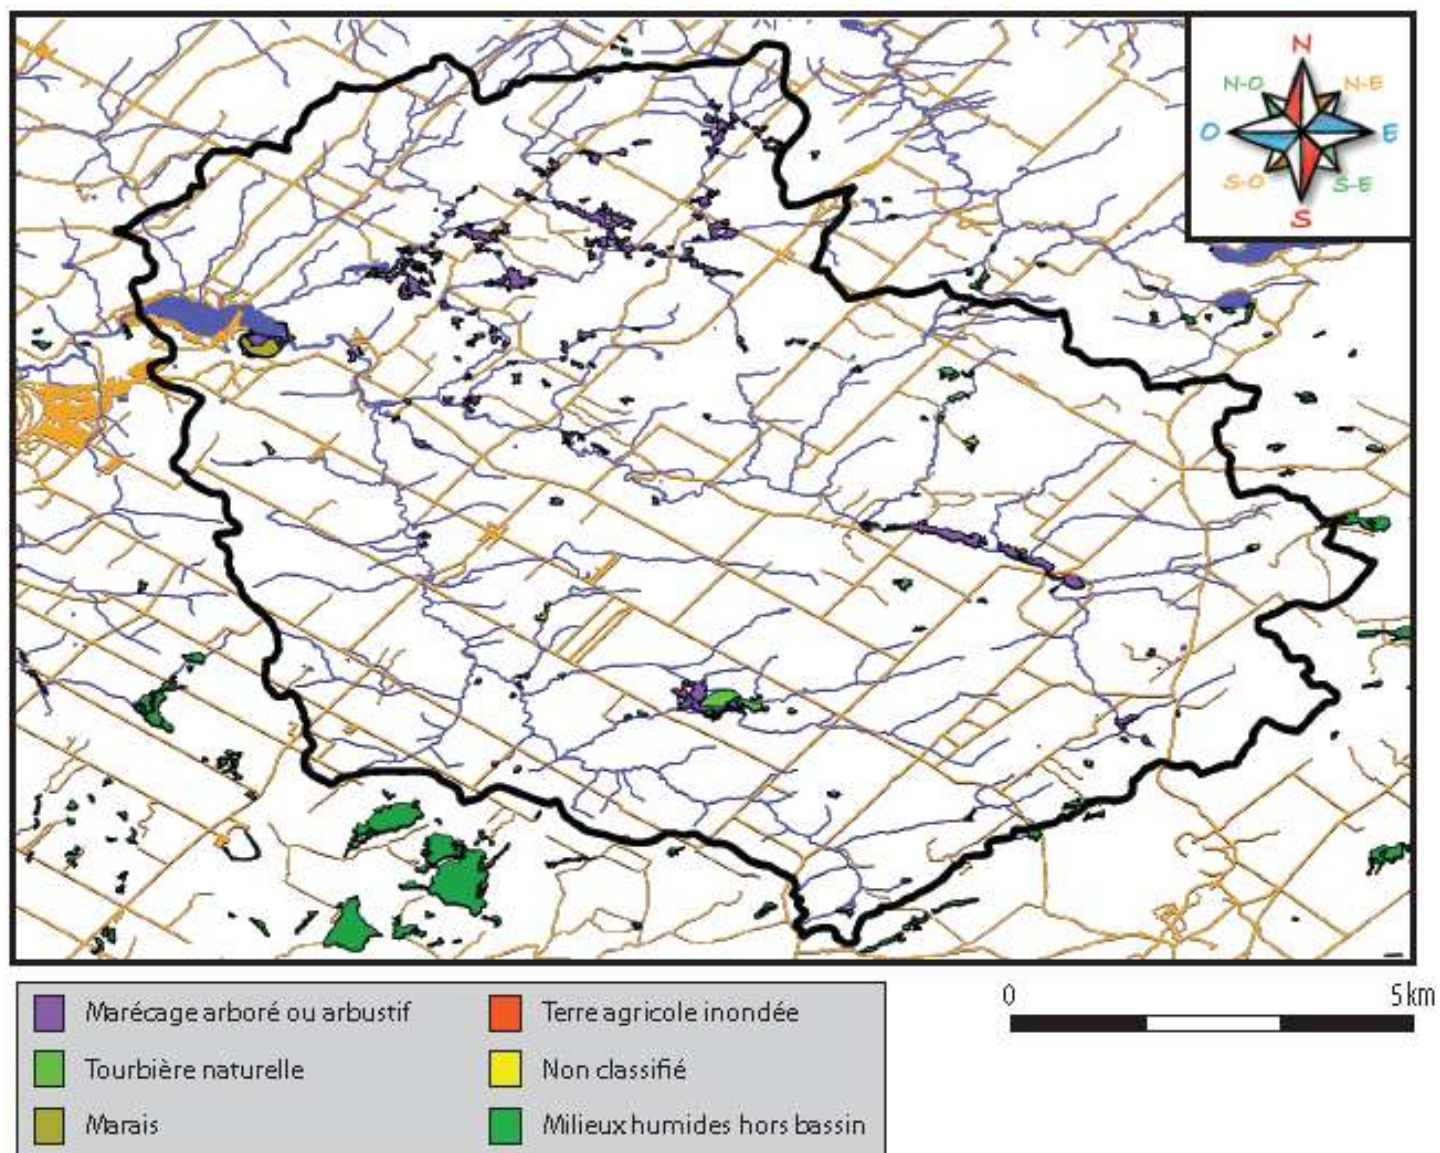 N
N-O
N-E
O
E
S-O
S-E
S
0
5 km
Marécage arboré ou arbustif
Terre agricole inondée
Tourbière naturelle
Non classifié
Marais
Milieux humides hors bassin